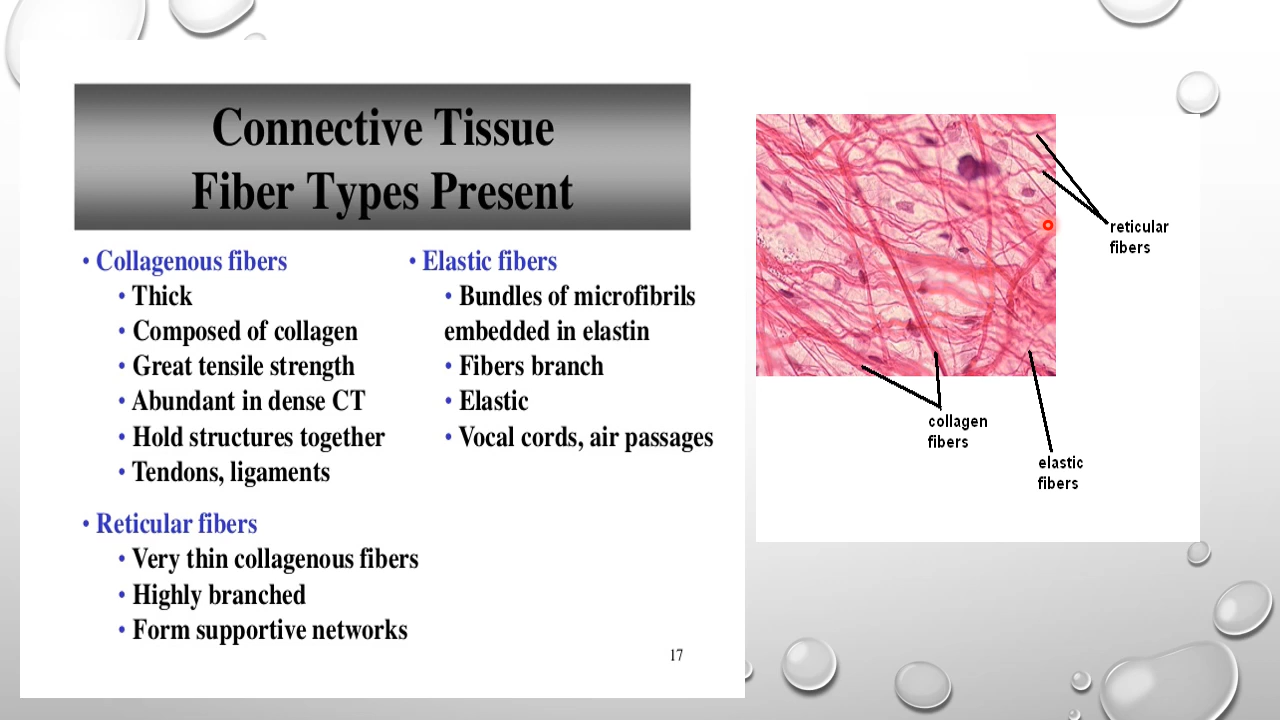 Connective Tissue
Fiber Types Present
• Collagenous fibers
• Thick
• Composed of collagen
• Great tensile strength
• Abundant in dense CT
• Hold structures together
• Tendons, ligaments
• Elastic fibers
• Bundles of microfibrils
embedded in elastin
• Fibers branch
• Elastic
• Vocal cords, air passages
• Reticular fibers
• Very thin collagenous fibers
• Highly branched
• Form supportive networks
17
reticular
fibers
collagen
fibers
elastic
fibers